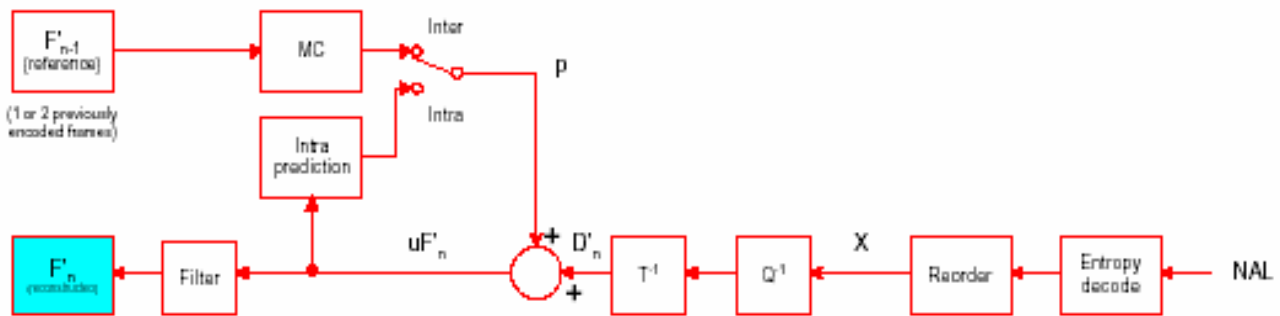 F'n-1
(reference)
MC
Inter
p
(1 or 2 previously
encoded frames)
Intra
Intra
prediction
uF'n
+
D'n
X
F'n
(reconstructed)
Filter
+
T-1
Q-1
Reorder
Entropy
decode
NAL